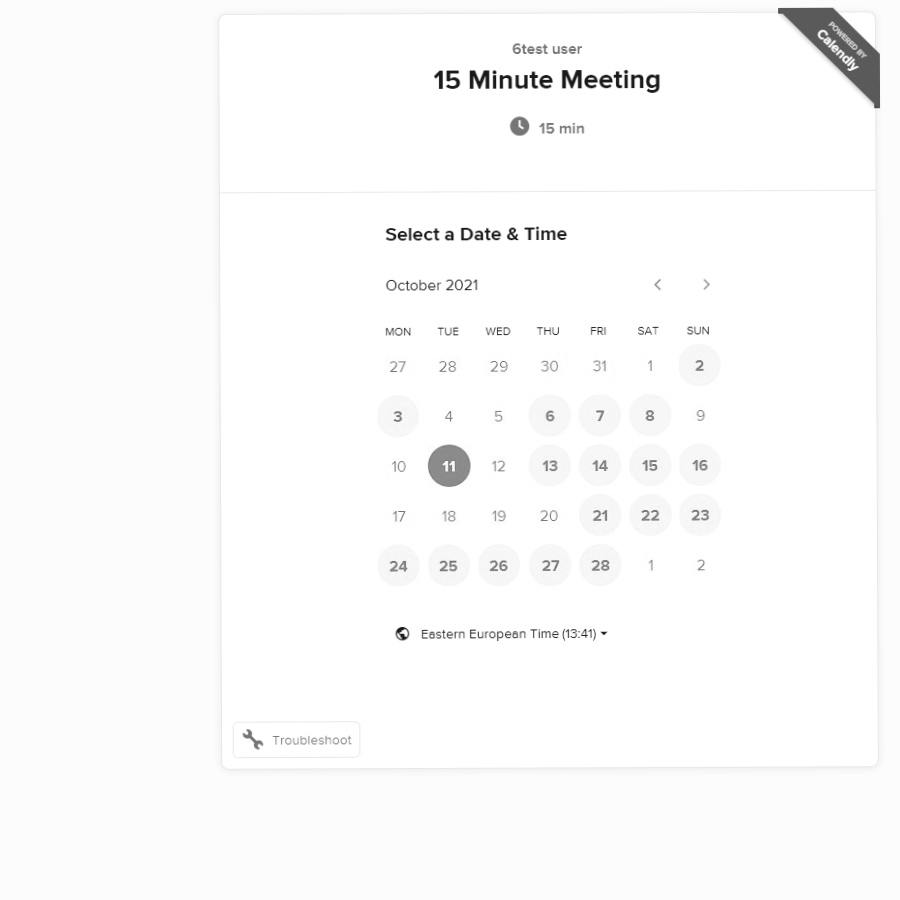 POWERED BY
Calendly
6test user
15 Minute Meeting
15 min
Select a Date & Time
October 2021
MON TUE WED THU FRI SAT SUN
27 28 29 30 31 1 2
3 4 5 6 7 8 9
10 11 12 13 14 15 16
17 18 19 20 21 22 23
24 25 26 27 28 1 2
Eastern European Time (13:41)
Troubleshoot